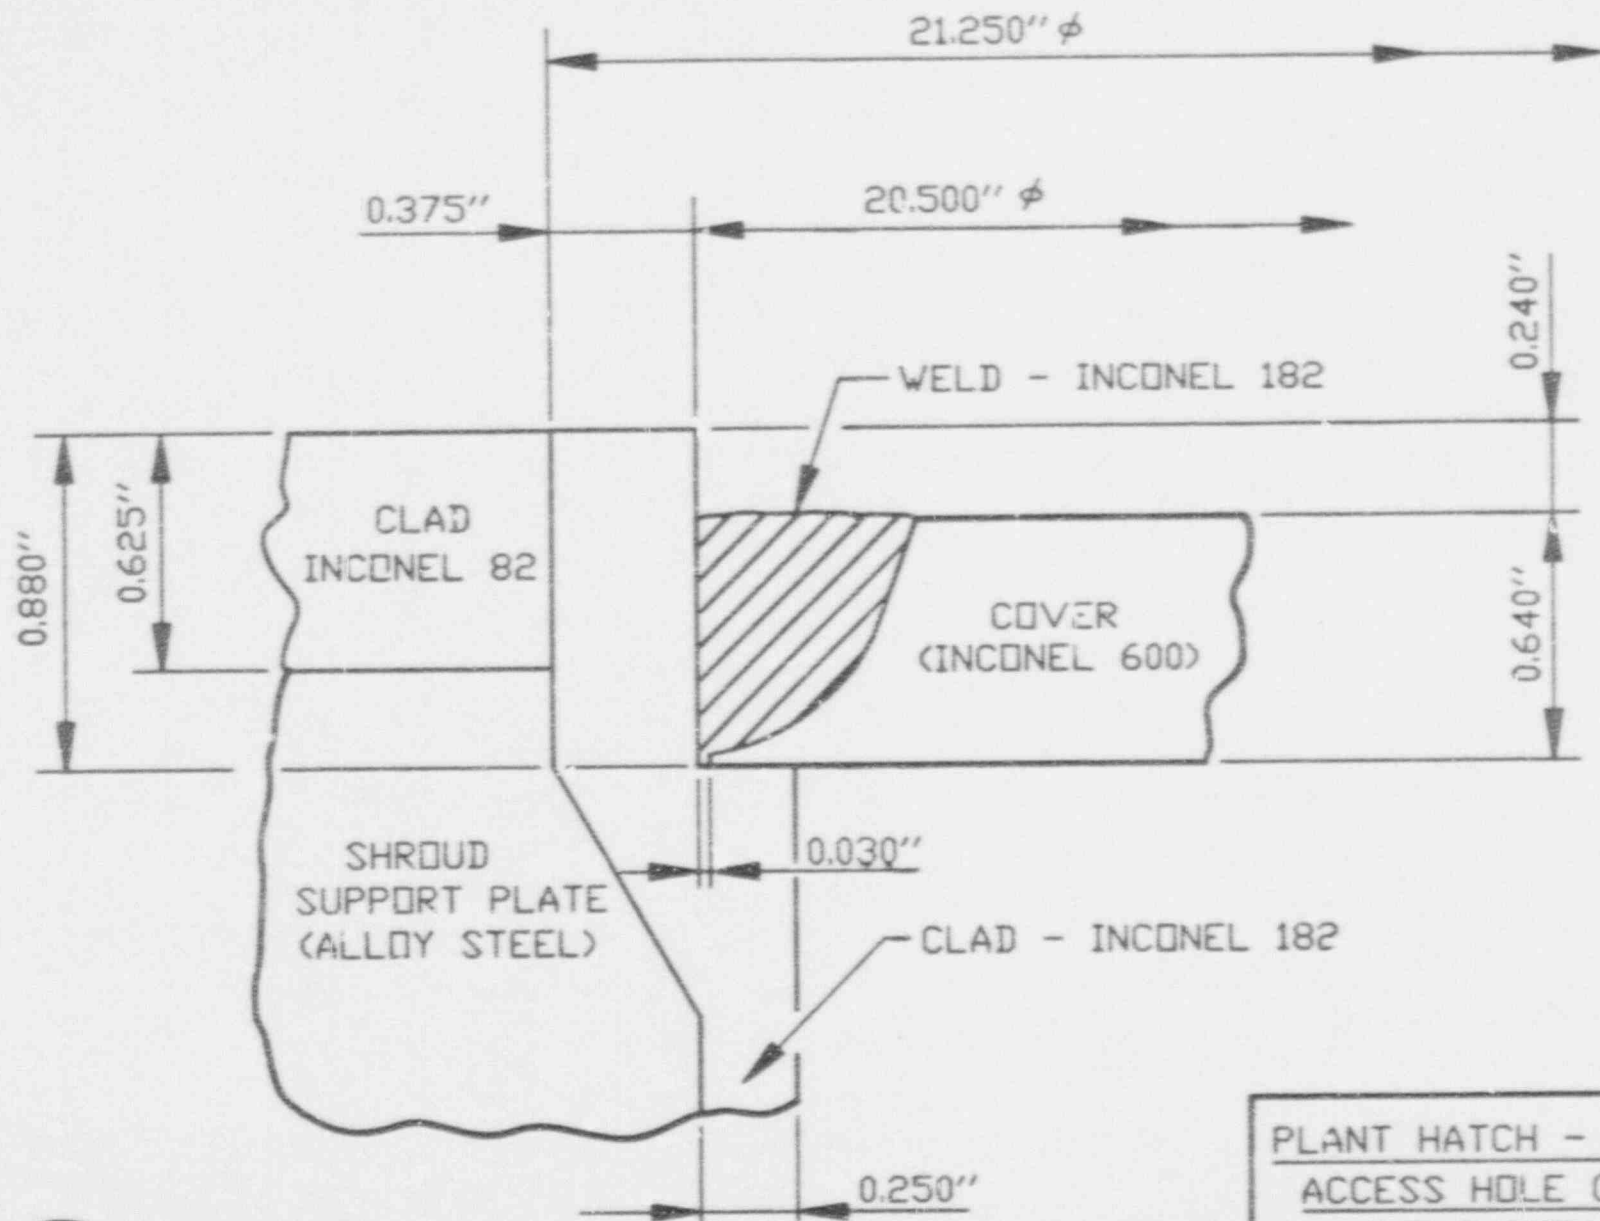 21.250" ϕ
0.375"
20.500" ϕ
0.240"
WELD - INCONEL 182
0.880"
0.625"
CLAD
INCONEL 82
COVER
(INCONEL 600)
0.640"
SHROUD
SUPPORT PLATE
(ALLOY STEEL)
0.030"
CLAD - INCONEL 182
PLANT HATCH -
ACCESS HOLE
0.250"